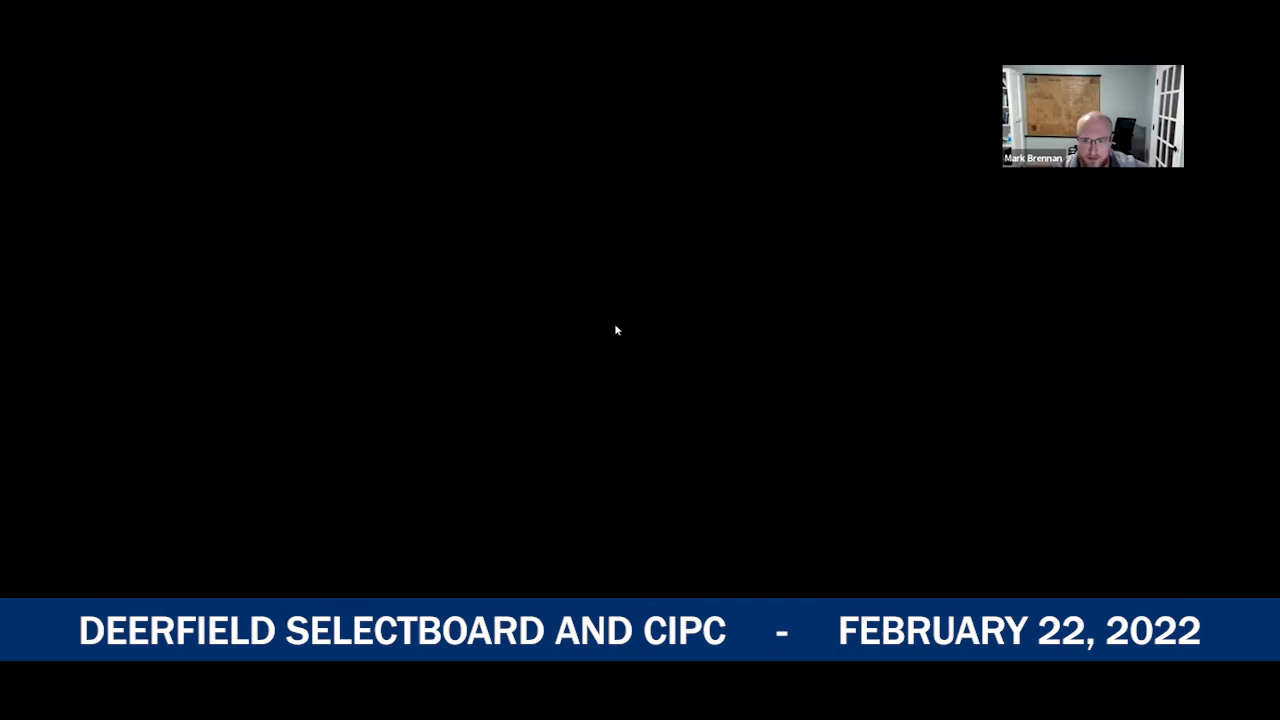 Mark Brennan
DEERFIELD SELECTBOARD AND CIPC - FEBRUARY 22, 2022